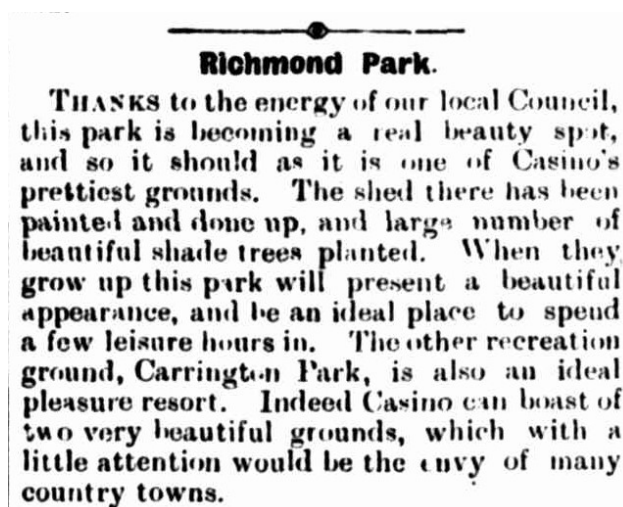 Richmond Park.
THANKS to the energy of our local Council,
this park is becoming a real beauty spot,
and so it should as it is one of Casino's
prettiest grounds. The shed there has been
painted and done up, and large number of
beautiful shade trees planted. When they
grow up this park will present a beautiful
appearance, and be an ideal place to spend
a few leisure hours in. The other recreation
ground, Carrington Park, is also an ideal
pleasure resort. Indeed Casino can boast of
two very beautiful grounds, which with a
little attention would be the envy of many
country towns.